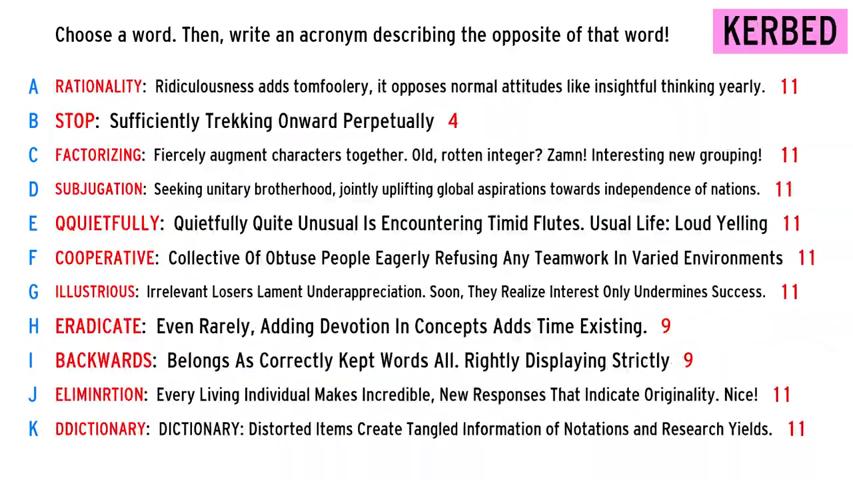 Choose a word. Then, write an acronym describing the opposite of that word!
KERBED
A RATIONALITY: Ridiculousness adds tomfoolery, it opposes normal attitudes like insightful thinking yearly. 11
B STOP: Sufficiently Trekking Onward Perpetually 4
C FACTORIZING: Fiercely augment characters together. Old, rotten integer? Zamn! Interesting new grouping! 11
D SUBJUGATION: Seeking unitary brotherhood, jointly uplifting global aspirations towards independence of nations. 11
E QQUIETFULLY: Quietfully Quite Unusual Is Encountering Timid Flutes. Usual Life: Loud Yelling 11
F COOPERATIVE: Collective Of Obtuse People Eagerly Refusing Any Teamwork In Varied Environments 11
G ILLUSTRIOUS: Irrelevant Losers Lament Underappreciation. Soon, They Realize Interest Only Undermines Success. 11
H ERADICATE: Even Rarely, Adding Devotion In Concepts Adds Time Existing. 9
I BACKWARDS: Belongs As Correctly Kept Words All. Rightly Displaying Strictly 9
J ELIMINRTION: Every Living Individual Makes Incredible, New Responses That Indicate Originality. Nice! 11
K DDICTIONARY: DICTIONARY: Distorted Items Create Tangled Information of Notations and Research Yields. 11